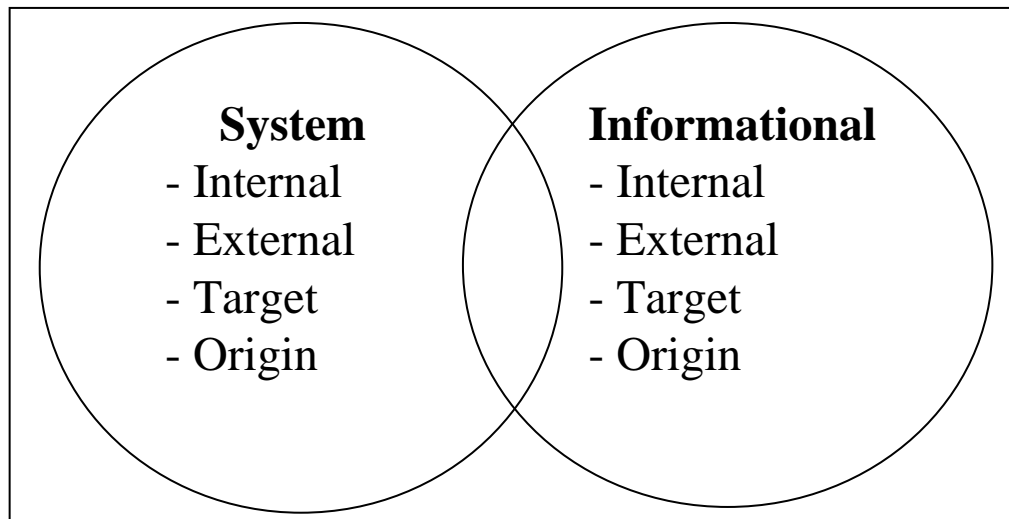 System
- Internal
- External
- Target
- Origin
Informational
- Internal
- External
- Target
- Origin